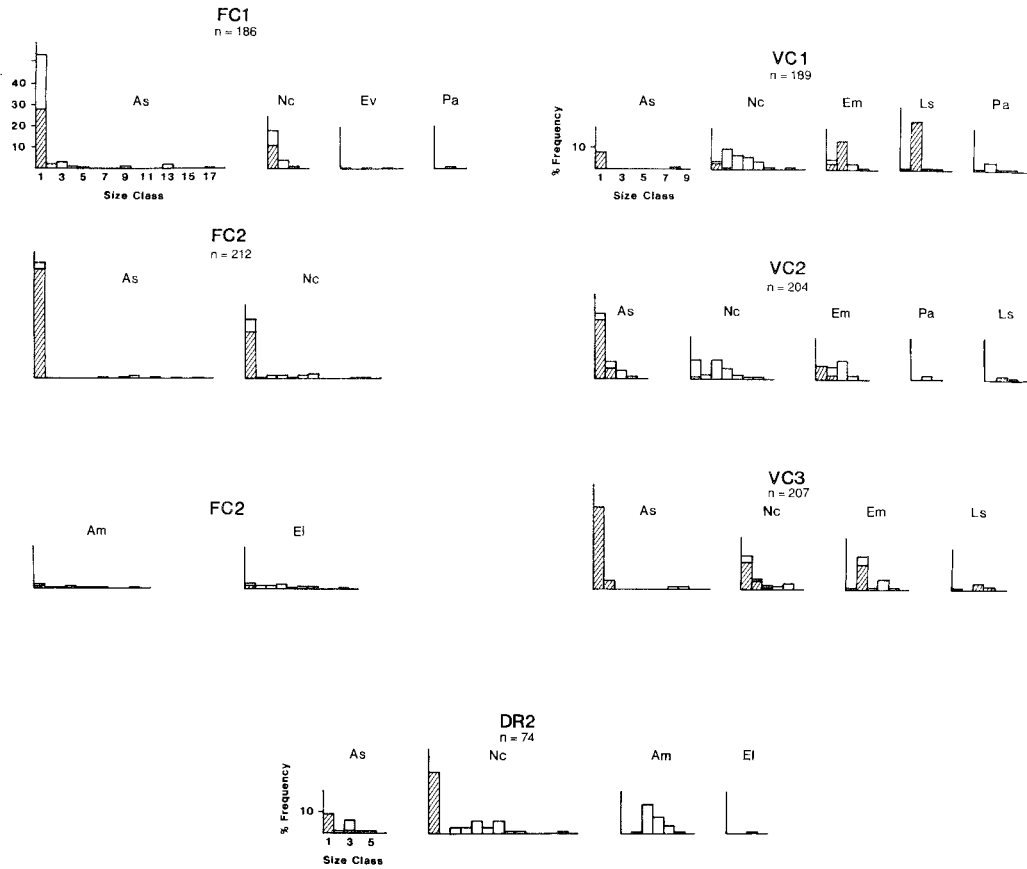 FC1
n = 186
40
30
20
10
As
Nc
Ev
Pa
1 3 5 7 9 11 13 15 17
Size Class
VC1
n = 189
% Frequency
10
As
Nc
Em
Ls
Pa
1 3 5 7 9
Size Class
FC2
n = 212
As
Nc
VC2
n = 204
As
Nc
Em
Pa
Ls
FC2
Am
El
VC3
n = 207
As
Nc
Em
Ls
DR2
n = 74
% Frequency
10
As
Nc
Am
El
1 3 5
Size Class